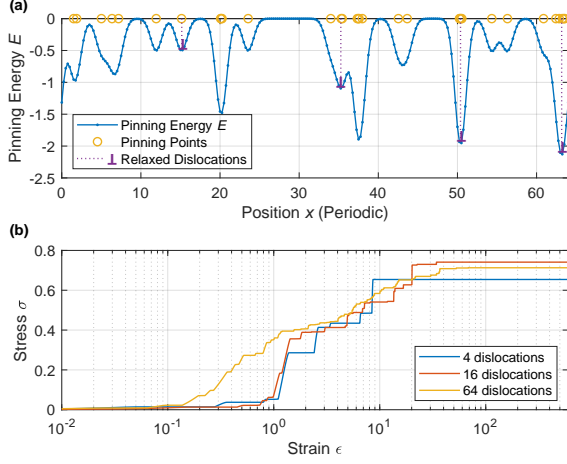 (a)
Pinning Energy E
0
-0.5
-1
-1.5
-2
-2.5
Pinning Energy E
Pinning Points
Relaxed Dislocations
0 10 20 30 40 50 60
Position x (Periodic)
(b)
Stress σ
0.8
0.6
0.4
0.2
0
4 dislocations
16 dislocations
64 dislocations
10^-2 10^-1 10^0 10^1 10^2
Strain ϵ